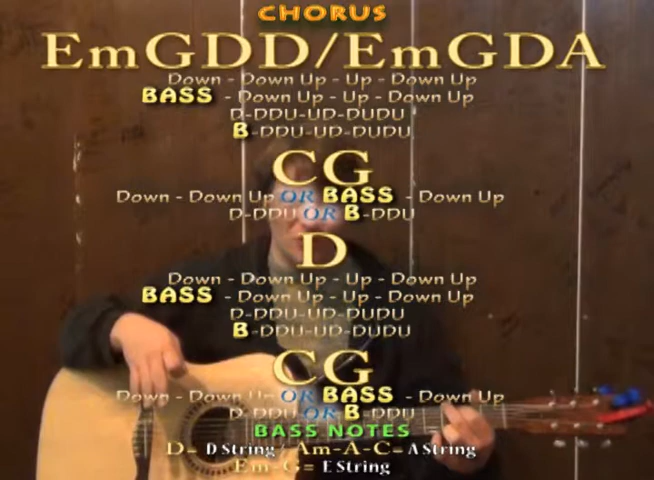 CHORUS
EmGDD/EmGDA
Down - Down Up - Up - Down Up
BASS - Down Up - Up - Down Up
D-DDU-UD-DUDU
B-DDU-UD-DUDU
CG
Down - Down Up OR BASS - Down Up
D-DDU OR B-DDU
D
Down - Down Up - Up - Down Up
BASS - Down Up - Up - Down Up
D-DDU-UD-DUDU
B-DDU-UD-DUDU
CG
Down - Down Up OR BASS - Down Up
D-DDU OR B-DDU
BASS NOTES
D= D String / Am-A-C= A String
Em-G= E String